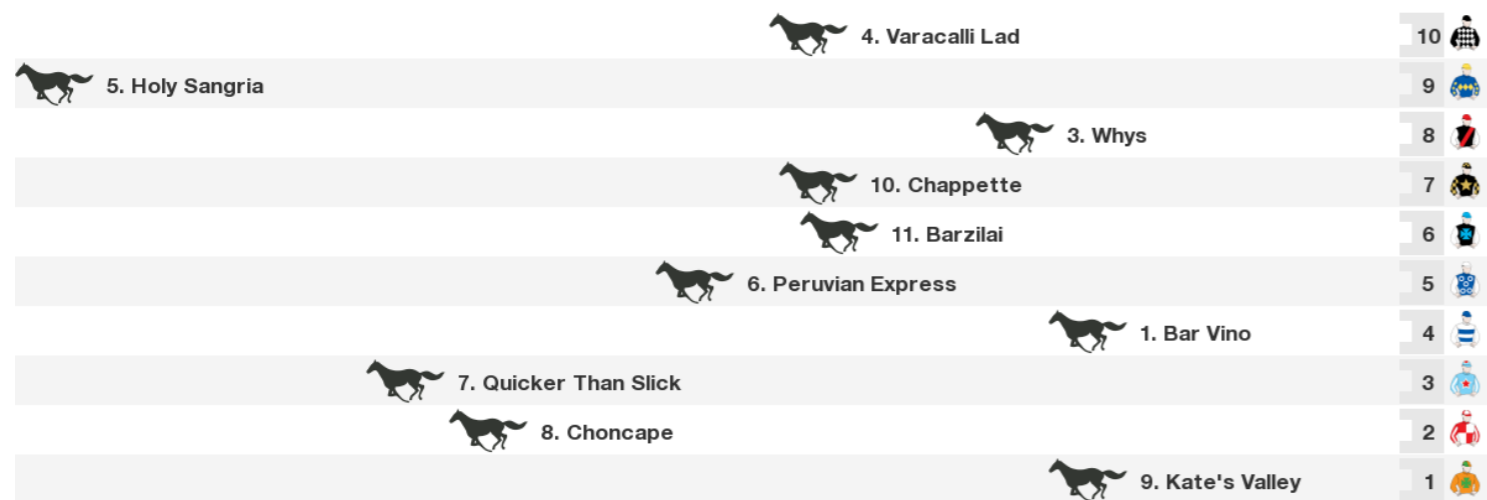 4. Varacalli Lad 10
5. Holy Sangria 9
3. Whys 8
10. Chappette 7
11. Barzilai 6
6. Peruvian Express 5
1. Bar Vino 4
7. Quicker Than Slick 3
8. Choncape 2
9. Kate's Valley 1